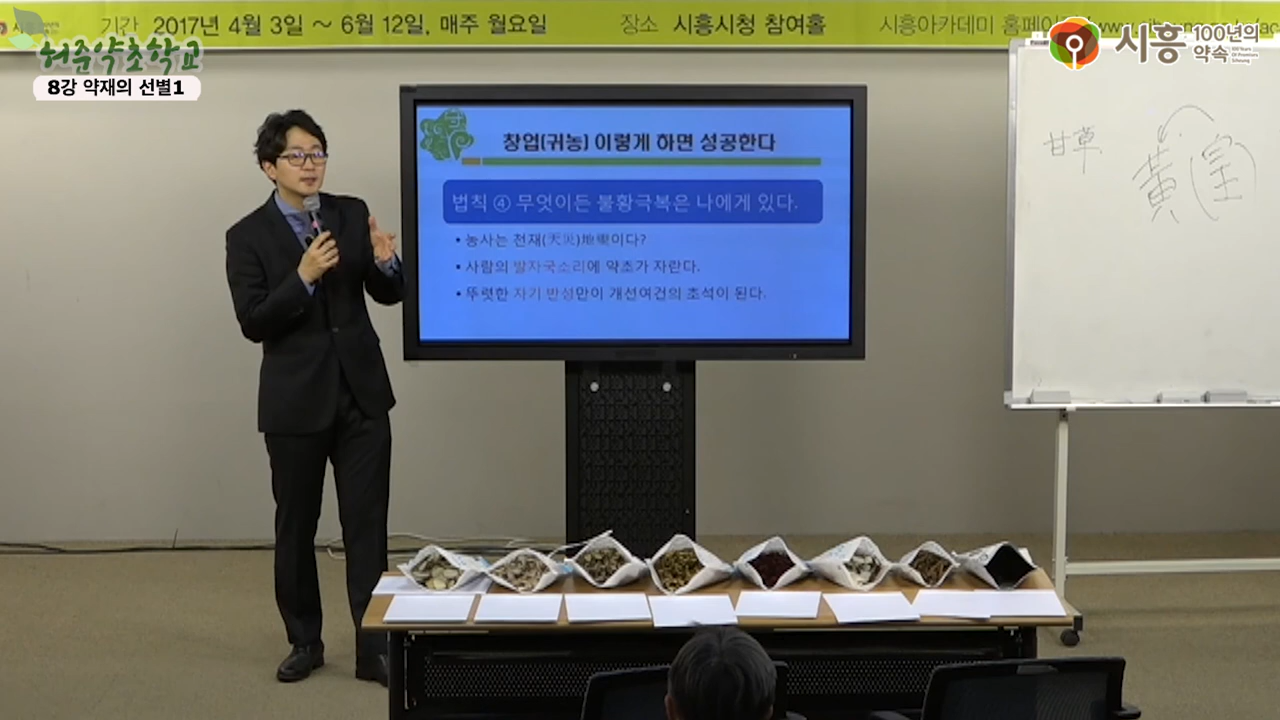 기간 2017년 4월 3일 ~ 6월 12일, 매주 월요일 장소 시흥시청 참여홀 시흥아카데미 홈페이지
허준약초학교
8강 약재의 선별1
시흥 100년의 약속
창업(귀농) 이렇게 하면 성공한다
법칙 ④ 무엇이든 불황극복은 나에게 있다.
• 농사는 천재(天災)地變이다?
• 사람의 발자국소리에 약초가 자란다.
• 뚜렷한 자기 반성만이 개선여건의 초석이 된다.
甘草
黃(皇)